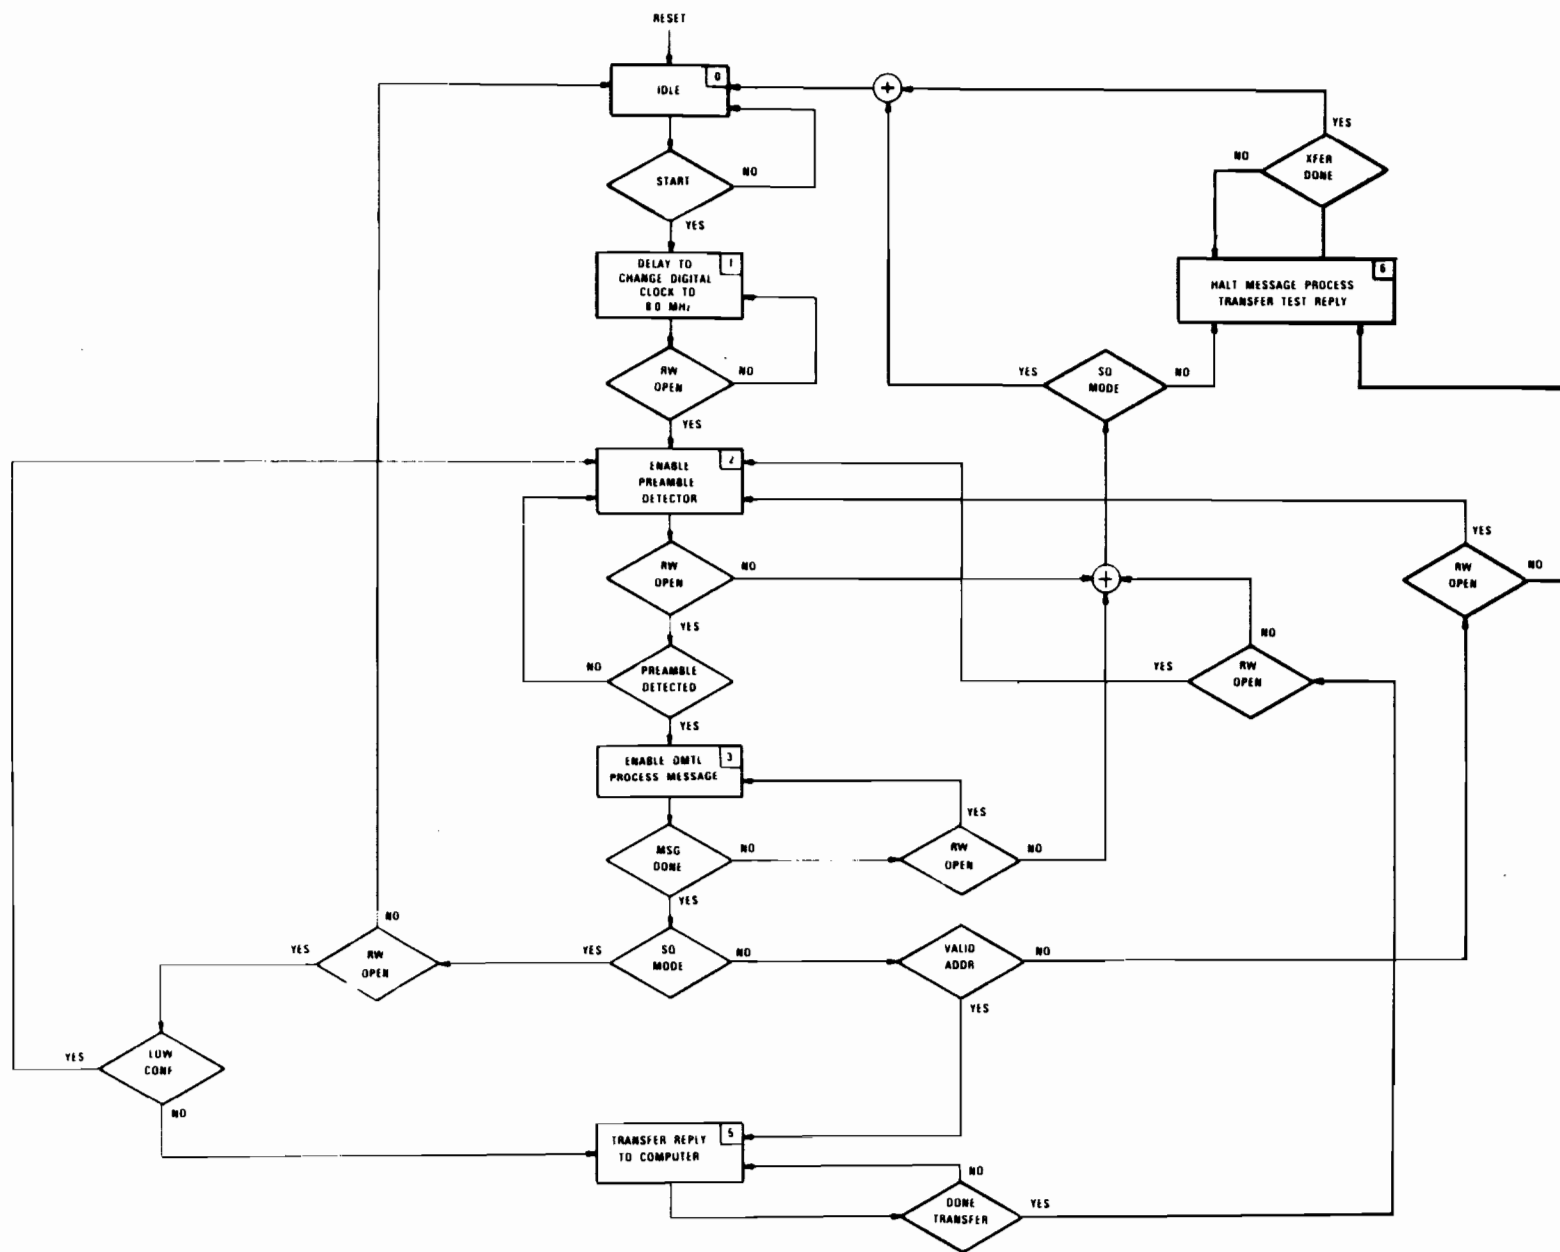 RESET
0
IDLE
YES
NO
XFER
DONE
START
NO
YES
1
DELAY TO
CHANGE DIGITAL
CLOCK TO
8.0 MHz
6
HALT MESSAGE PROCESS
TRANSFER TEST REPLY
RW
OPEN
NO
YES
SQ
MODE
NO
YES
2
ENABLE
PREAMBLE
DETECTOR
YES
RW
OPEN
NO
RW
OPEN
NO
YES
NO
NO
PREAMBLE
DETECTED
YES
RW
OPEN
YES
3
ENABLE DMTL
PROCESS MESSAGE
YES
MSG
DONE
NO
RW
OPEN
NO
YES
NO
YES
RW
OPEN
YES
SQ
MODE
NO
VALID
ADDR
NO
YES
YES
LOW
CONF
NO
5
TRANSFER REPLY
TO COMPUTER
NO
DONE
TRANSFER
YES